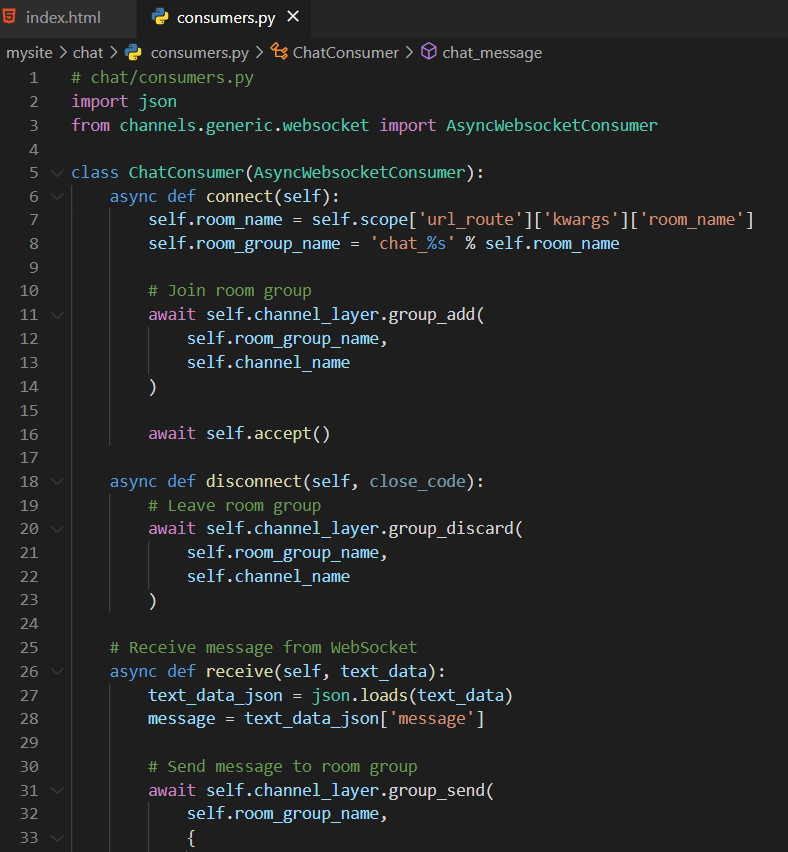 index.html consumers.py ×
mysite > chat > consumers.py > ChatConsumer > chat_message
1 # chat/consumers.py
2 import json
3 from channels.generic.websocket import AsyncWebsocketConsumer
4
5 class ChatConsumer(AsyncWebsocketConsumer):
6     async def connect(self):
7         self.room_name = self.scope['url_route']['kwargs']['room_name']
8         self.room_group_name = 'chat_%s' % self.room_name
9
10         # Join room group
11         await self.channel_layer.group_add(
12             self.room_group_name,
13             self.channel_name
14         )
15
16         await self.accept()
17
18     async def disconnect(self, close_code):
19         # Leave room group
20         await self.channel_layer.group_discard(
21             self.room_group_name,
22             self.channel_name
23         )
24
25     # Receive message from WebSocket
26     async def receive(self, text_data):
27         text_data_json = json.loads(text_data)
28         message = text_data_json['message']
29
30         # Send message to room group
31         await self.channel_layer.group_send(
32             self.room_group_name,
33             {